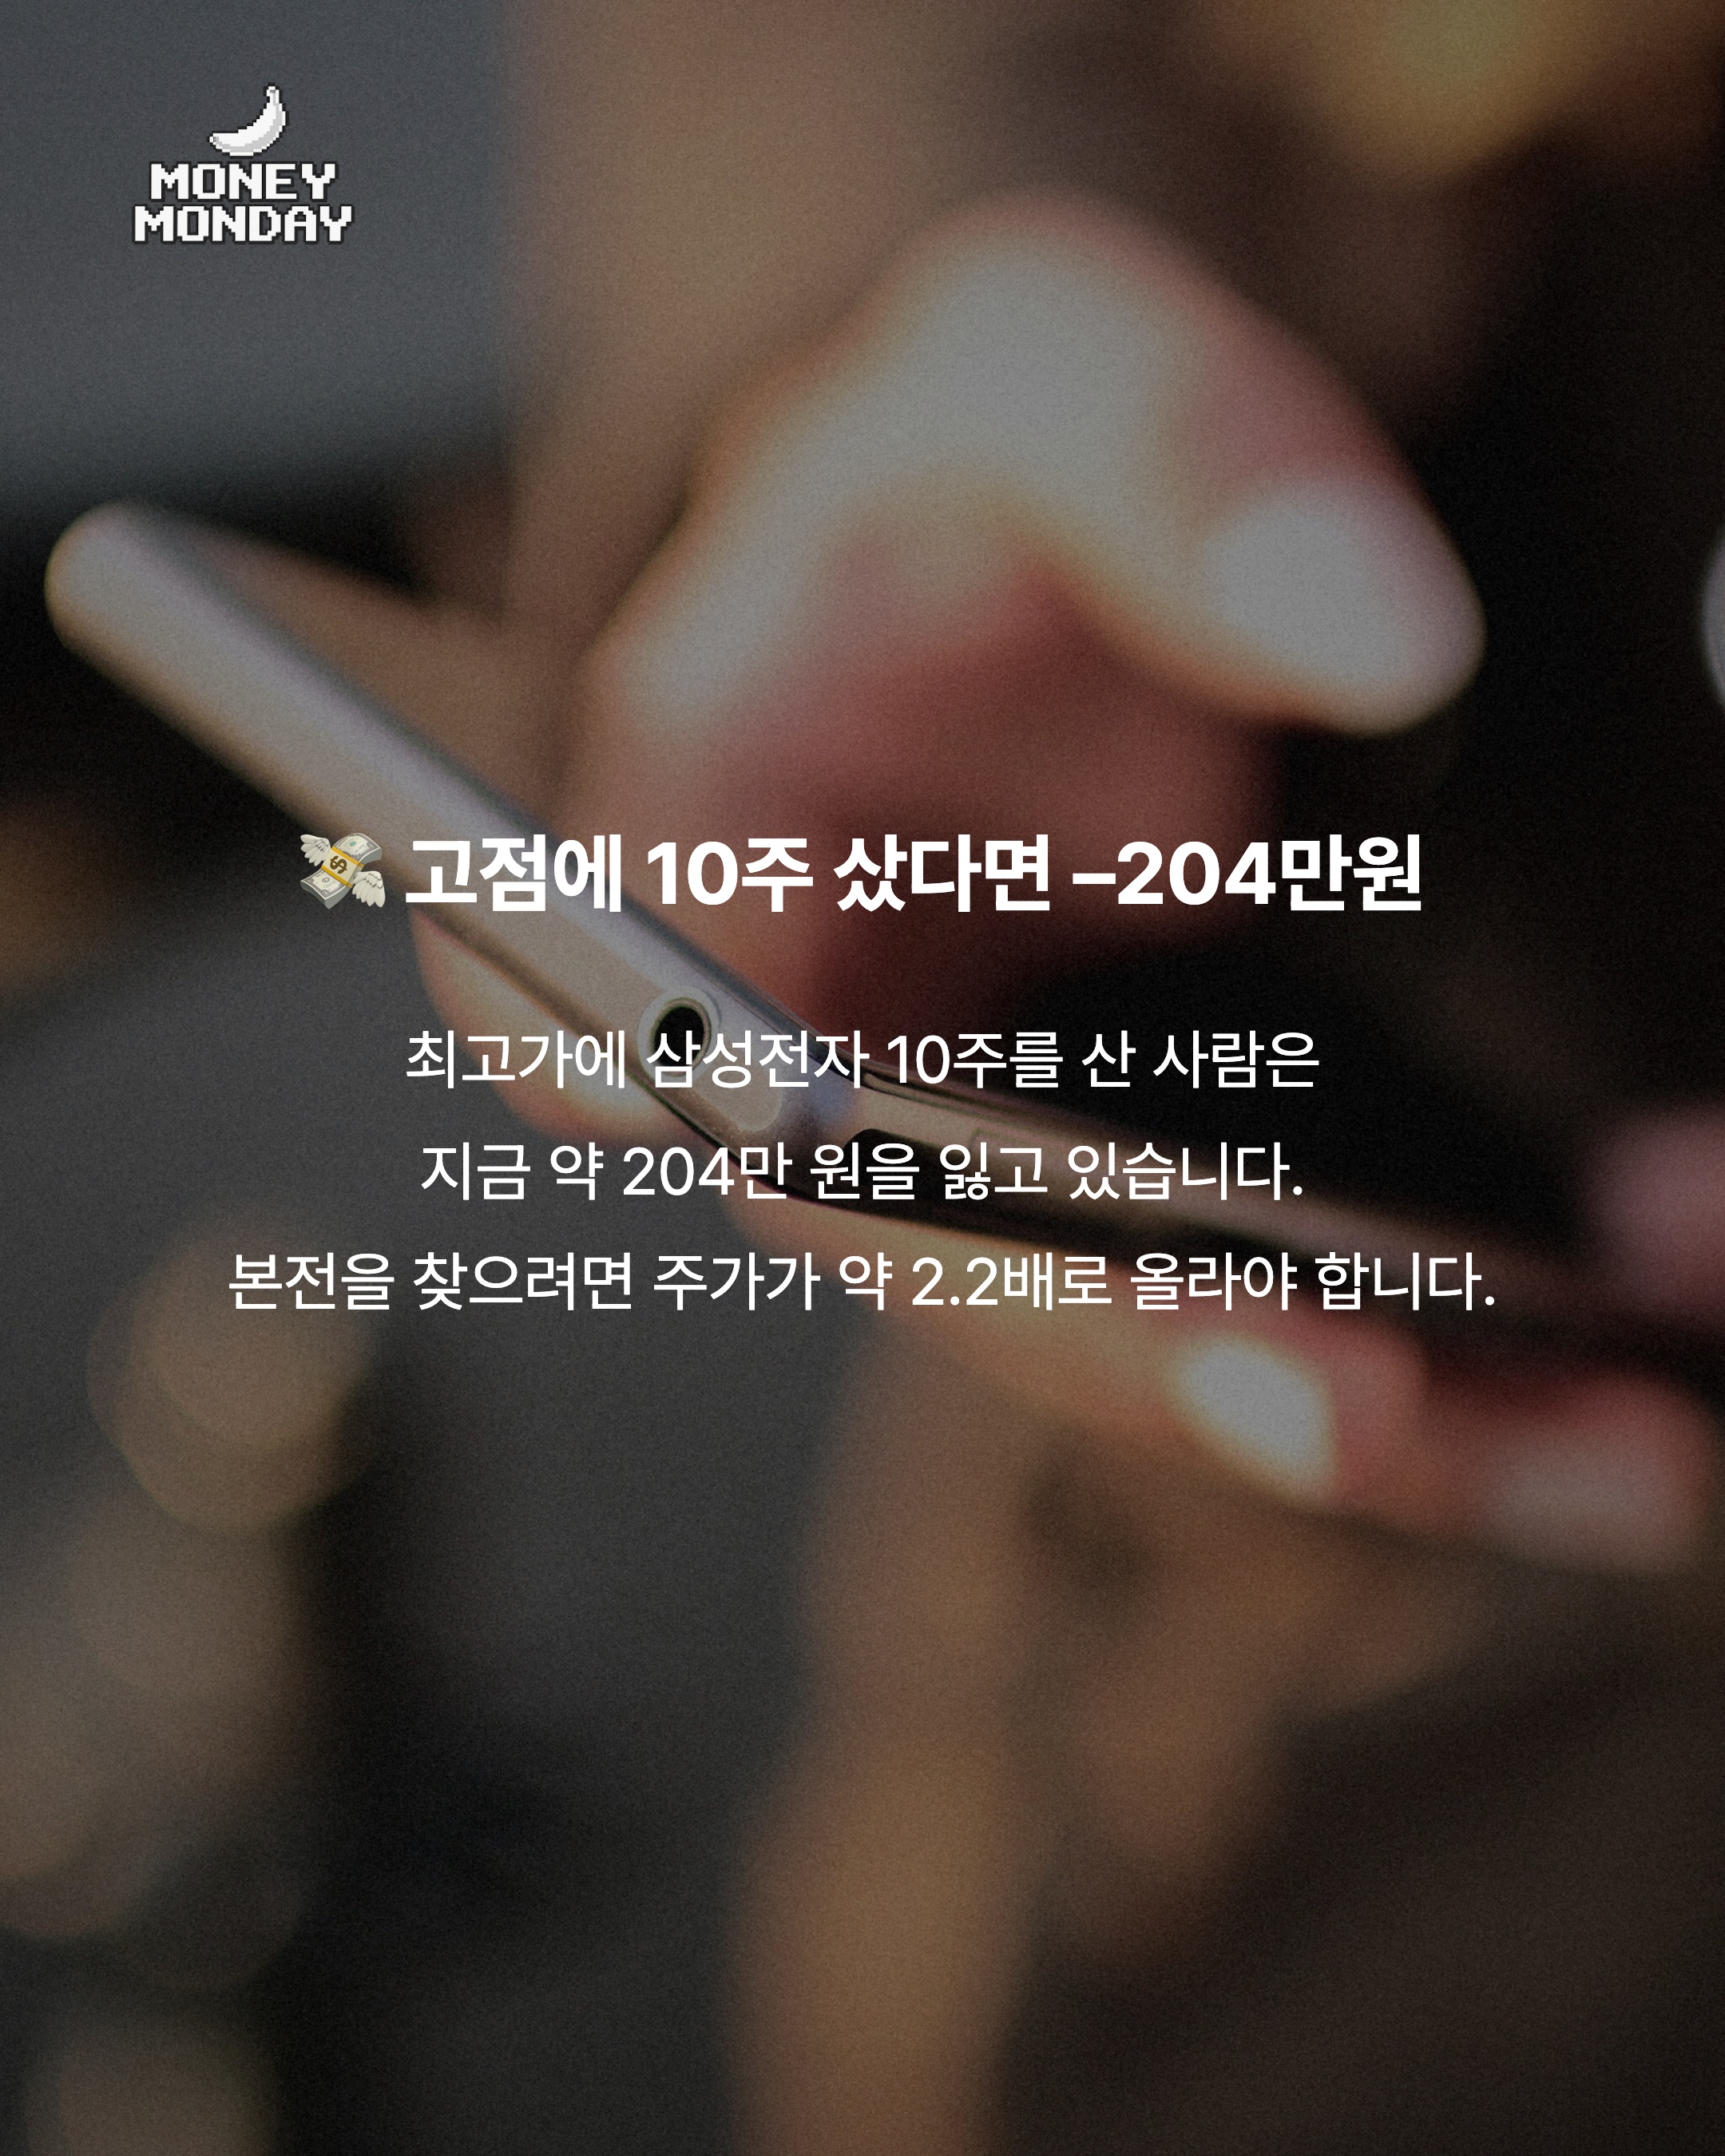 MONEY
MONDAY
💸 고점에 10주 샀다면 –204만원
최고가에 삼성전자 10주를 산 사람은
지금 약 204만 원을 잃고 있습니다.
본전을 찾으려면 주가가 약 2.2배로 올라야 합니다.